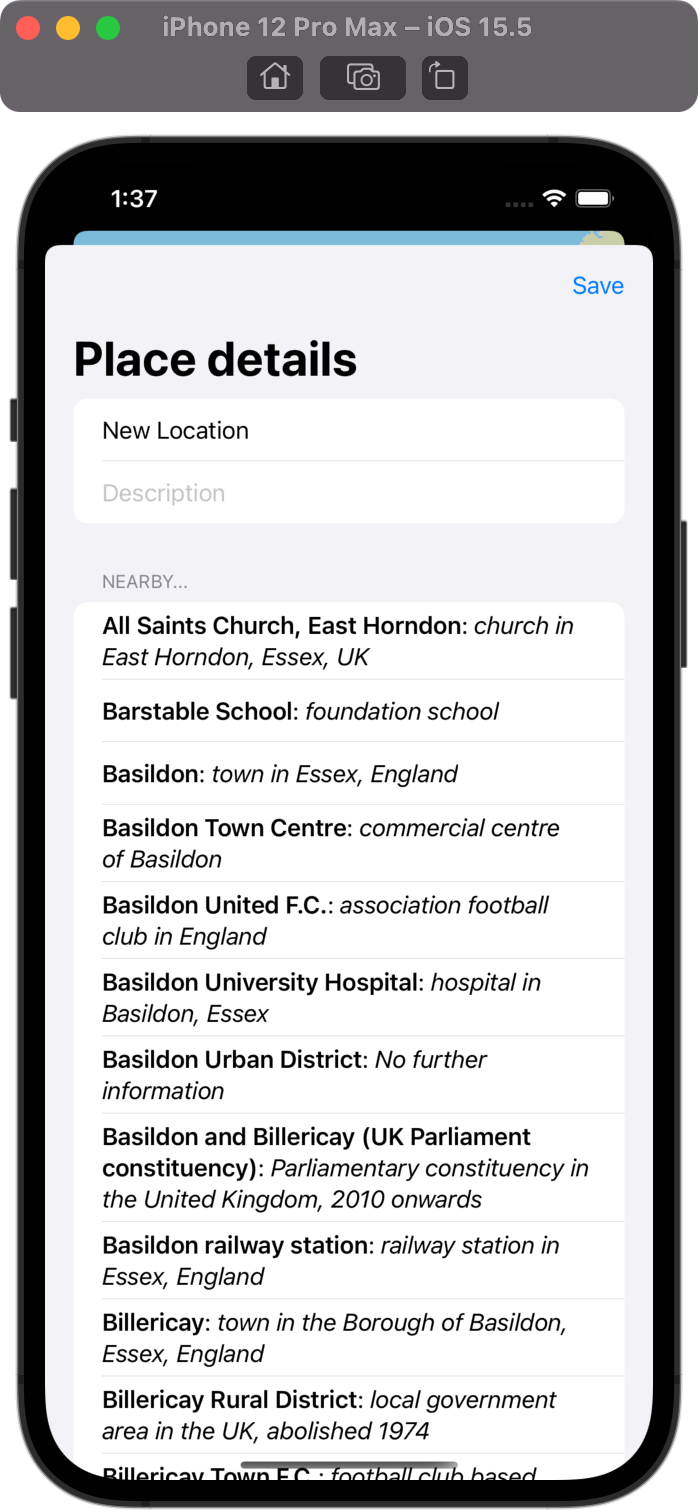 iPhone 12 Pro Max – iOS 15.5
1:37
Save
Place details
New Location
Description
NEARBY...
All Saints Church, East Horndon: church in
East Horndon, Essex, UK
Barstable School: foundation school
Basildon: town in Essex, England
Basildon Town Centre: commercial centre
of Basildon
Basildon United F.C.: association football
club in England
Basildon University Hospital: hospital in
Basildon, Essex
Basildon Urban District: No further
information
Basildon and Billericay (UK Parliament
constituency): Parliamentary constituency in
the United Kingdom, 2010 onwards
Basildon railway station: railway station in
Essex, England
Billericay: town in the Borough of Basildon,
Essex, England
Billericay Rural District: local government
area in the UK, abolished 1974
Billericay Town F.C.: football club based